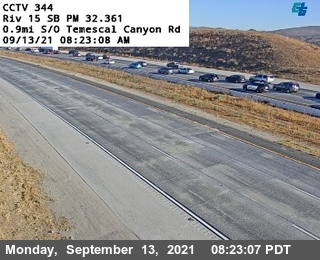 CCTV 344
Riv 15 SB PM 32.361
0.9mi S/O Temescal Canyon Rd
09/13/21 08:23:08 AM
Monday, September 13, 2021 08:23:07 PDT